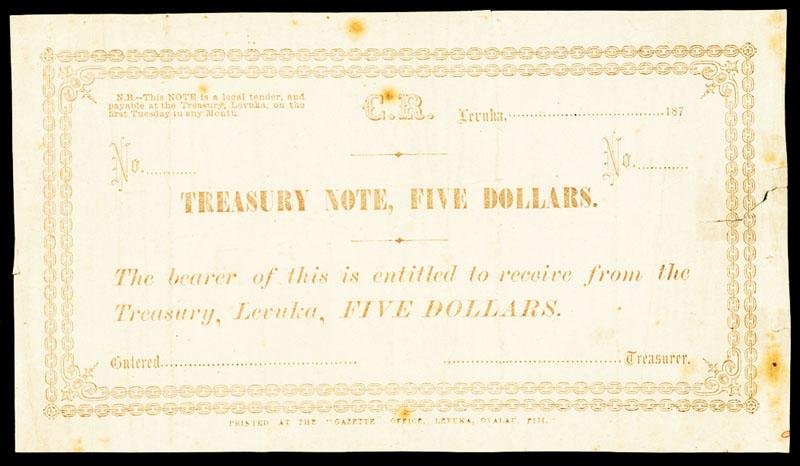 N.B.—This NOTE is a legal tender, and
payable at the Treasury, Levuka, on the
first Tuesday in any Month.
C.R.
Levuka,........................................187
No. ............
No. ............
TREASURY NOTE, FIVE DOLLARS.
The bearer of this is entitled to receive from the
Treasury, Levuka, FIVE DOLLARS.
Entered..................................................
..............................................Treasurer.
PRINTED AT THE "GAZETTE" OFFICE, LEVUKA, OVALAU, FIJI.